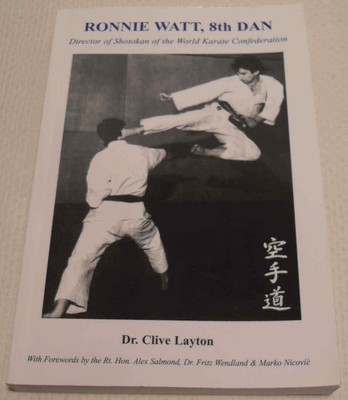 RONNIE WATT, 8th DAN
Director of Shotokan of the World Karate Confederation
空
手
道
Dr. Clive Layton
With Forewords by the Rt. Hon. Alex Salmond, Dr. Fritz Wendland & Marko Nicovič